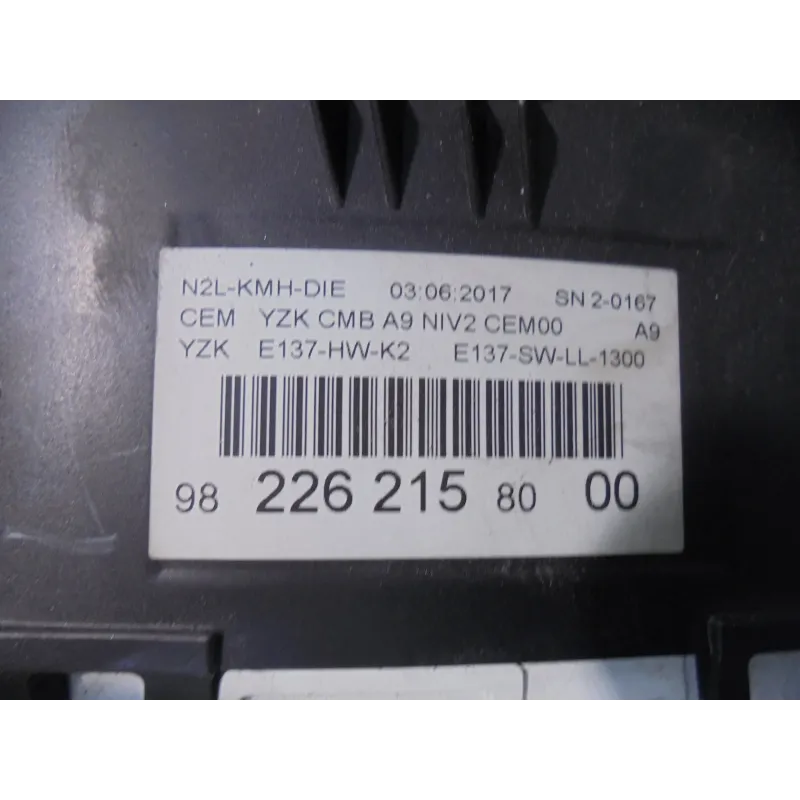 N2L-KMH-DIE 03:06:2017 SN 2-0167
CEM YZK CMB A9 NIV2 CEM00 A9
YZK E137-HW-K2 E137-SW-LL-1300
98 226 215 80 00